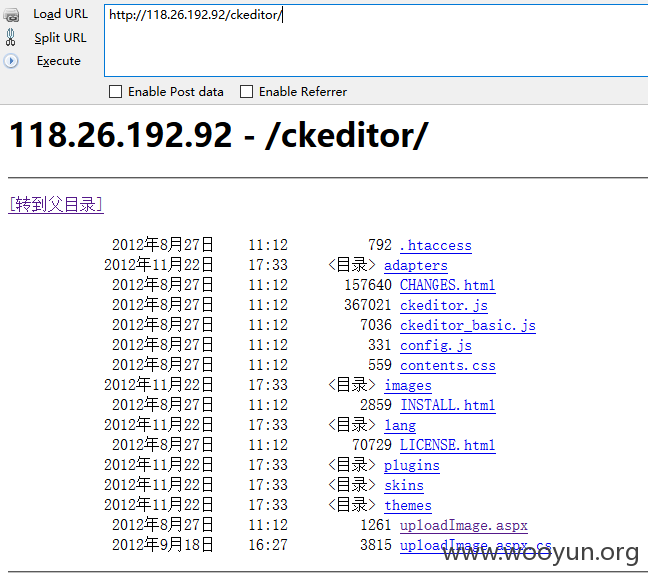 Load URL
http://118.26.192.92/ckeditor/
Split URL
Execute
Enable Post data Enable Referrer
118.26.192.92 - /ckeditor/
[转到父目录]
2012年8月27日 11:12 792 .htaccess
2012年11月22日 17:33 <目录> adapters
2012年8月27日 11:12 157640 CHANGES.html
2012年8月27日 11:12 367021 ckeditor.js
2012年8月27日 11:12 7036 ckeditor_basic.js
2012年8月27日 11:12 331 config.js
2012年8月27日 11:12 559 contents.css
2012年11月22日 17:33 <目录> images
2012年8月27日 11:12 2859 INSTALL.html
2012年11月22日 17:33 <目录> lang
2012年8月27日 11:12 70729 LICENSE.html
2012年11月22日 17:33 <目录> plugins
2012年11月22日 17:33 <目录> skins
2012年11月22日 17:33 <目录> themes
2012年8月27日 11:12 1261 uploadImage.aspx
2012年9月18日 16:27 3815 uploadImage.aspx.cs
www.wooyun.org